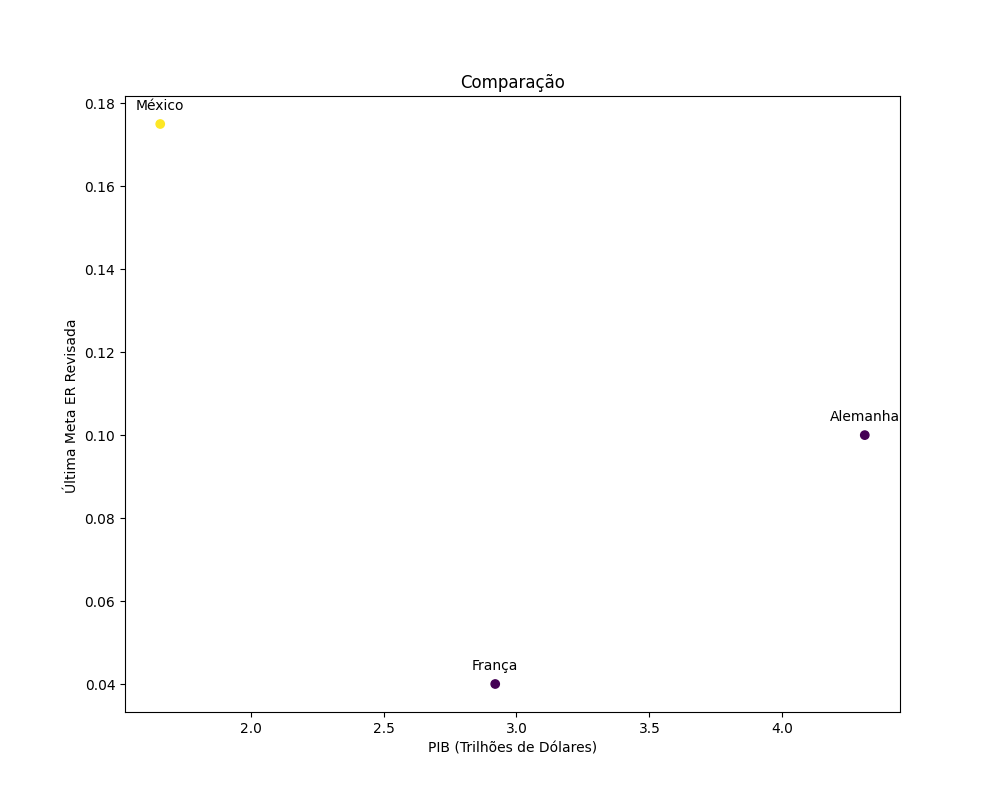 Comparação
México
Alemanha
França
0.18
0.16
0.14
0.12
0.10
0.08
0.06
0.04
Última Meta ER Revisada
2.0
2.5
3.0
3.5
4.0
PIB (Trilhões de Dólares)